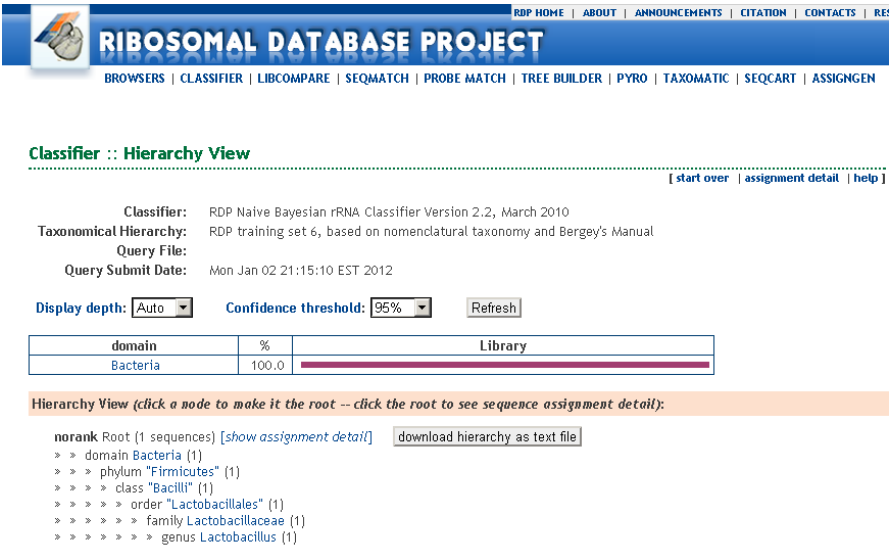 RDP HOME | ABOUT | ANNOUNCEMENTS | CITATION | CONTACTS | RES
RIBOSOMAL DATABASE PROJECT
BROWSERS | CLASSIFIER | LIBCOMPARE | SEQMATCH | PROBE MATCH | TREE BUILDER | PYRO | TAXOMATIC | SEQCART | ASSIGNGEN
Classifier :: Hierarchy View
[ start over | assignment detail | help ]
Classifier: RDP Naive Bayesian rRNA Classifier Version 2.2, March 2010
Taxonomical Hierarchy: RDP training set 6, based on nomenclatural taxonomy and Bergey's Manual
Query File:
Query Submit Date: Mon Jan 02 21:15:10 EST 2012
Display depth: Auto Confidence threshold: 95% Refresh
domain % Library
Bacteria 100.0
Hierarchy View (click a node to make it the root -- click the root to see sequence assignment detail):
norank Root (1 sequences) [show assignment detail] download hierarchy as text file
» » domain Bacteria (1)
» » » phylum "Firmicutes" (1)
» » » » class "Bacilli" (1)
» » » » » order "Lactobacillales" (1)
» » » » » » family Lactobacillaceae (1)
» » » » » » » genus Lactobacillus (1)